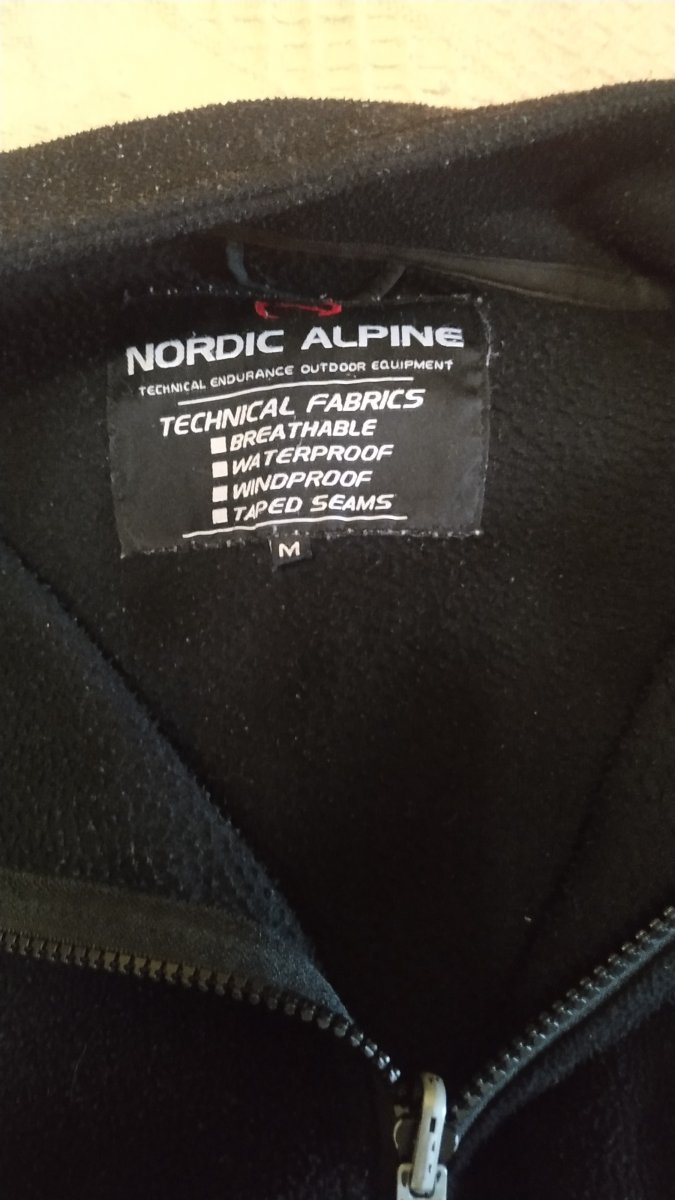 NORDIC ALPINE
TECHNICAL ENDURANCE OUTDOOR EQUIPMENT
TECHNICAL FABRICS
BREATHABLE
WATERPROOF
WINDPROOF
TAPED SEAMS
M